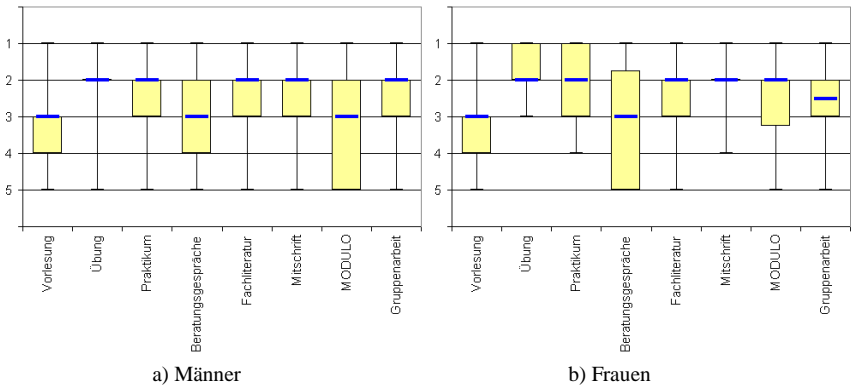 1
2
3
4
5
Vorlesung
Übung
Praktikum
Beratungsgespräche
Fachliteratur
Mitschrift
MODULO
Gruppenarbeit
a) Männer
1
2
3
4
5
Vorlesung
Übung
Praktikum
Beratungsgespräche
Fachliteratur
Mitschrift
MODULO
Gruppenarbeit
b) Frauen